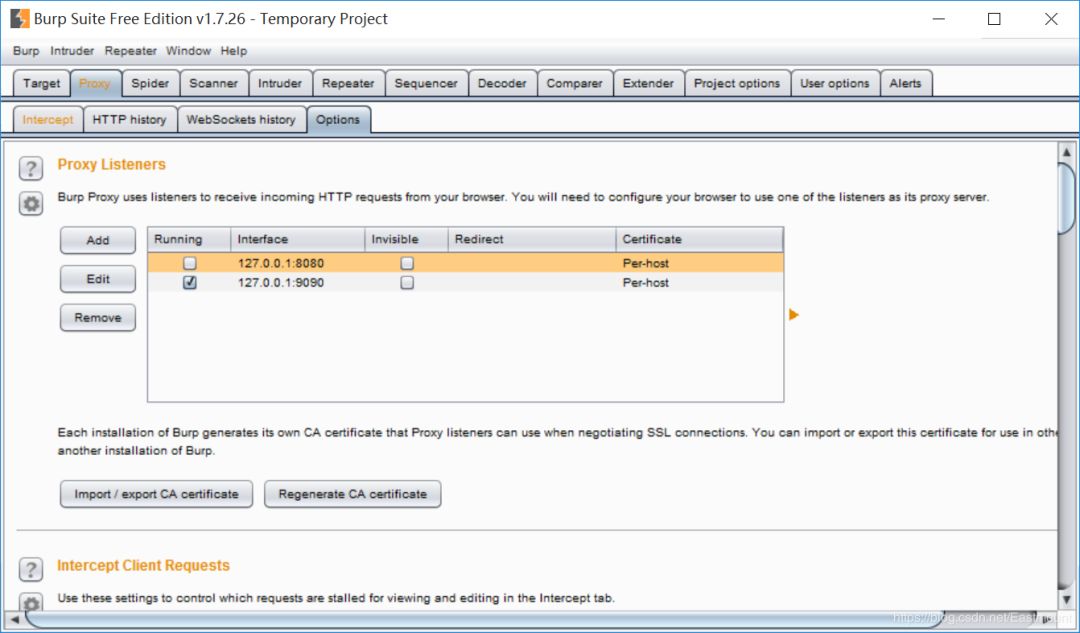 Burp Suite Free Edition v1.7.26 - Temporary Project
Burp Intruder Repeater Window Help
Target Proxy Spider Scanner Intruder Repeater Sequencer Decoder Comparer Extender Project options User options Alerts
Intercept HTTP history WebSockets history Options
? Proxy Listeners
Burp Proxy uses listeners to receive incoming HTTP requests from your browser. You will need to configure your browser to use one of the listeners as its proxy server.
Add Running Interface Invisible Redirect Certificate
127.0.0.1:8080 Per-host
Edit 127.0.0.1:9090 Per-host
Remove
Each installation of Burp generates its own CA certificate that Proxy listeners can use when negotiating SSL connections. You can import or export this certificate for use in othe
another installation of Burp.
Import / export CA certificate Regenerate CA certificate
? Intercept Client Requests
Use these settings to control which requests are stalled for viewing and editing in the Intercept tab.